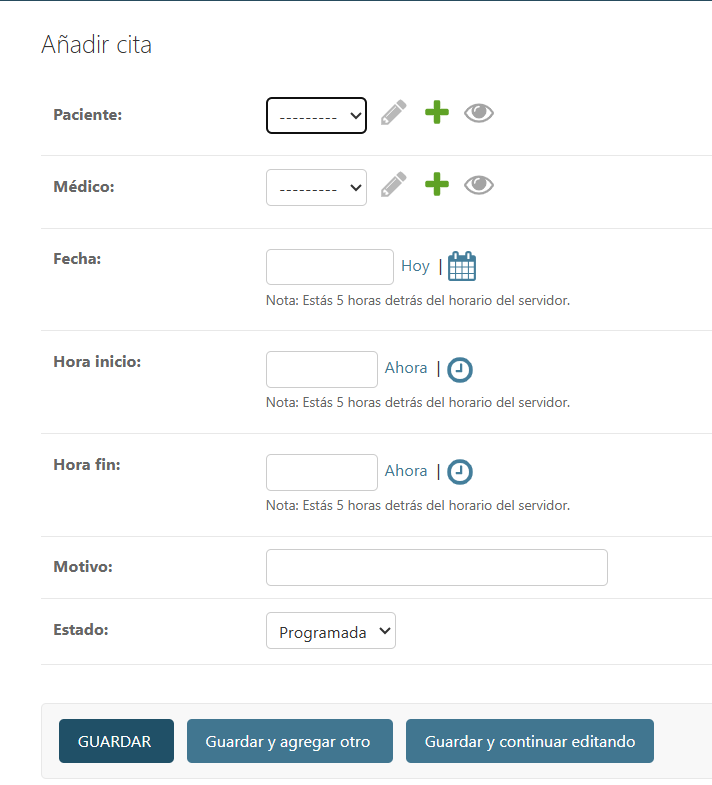 Añadir cita
Paciente: ---------
Médico: ---------
Fecha: Hoy |
Nota: Estás 5 horas detrás del horario del servidor.
Hora inicio: Ahora |
Nota: Estás 5 horas detrás del horario del servidor.
Hora fin: Ahora |
Nota: Estás 5 horas detrás del horario del servidor.
Motivo:
Estado: Programada
GUARDAR Guardar y agregar otro Guardar y continuar editando